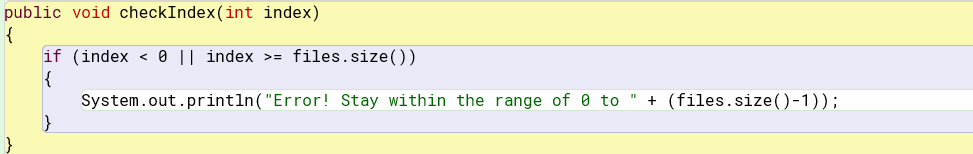 public void checkIndex(int index)
{
if (index < 0 || index >= files.size())
{
System.out.println("Error! Stay within the range of 0 to " + (files.size()-1));
}
}